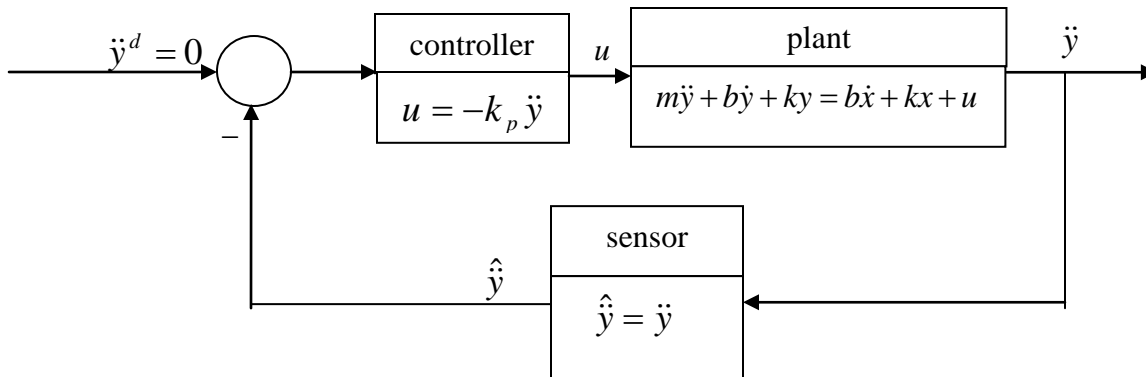 ÿ^d = 0
controller
u = −k_p ÿ
u
plant
mÿ + bẏ + ky = bẋ + kx + u
ÿ
−
sensor
ÿ̂
ÿ̂ = ÿ